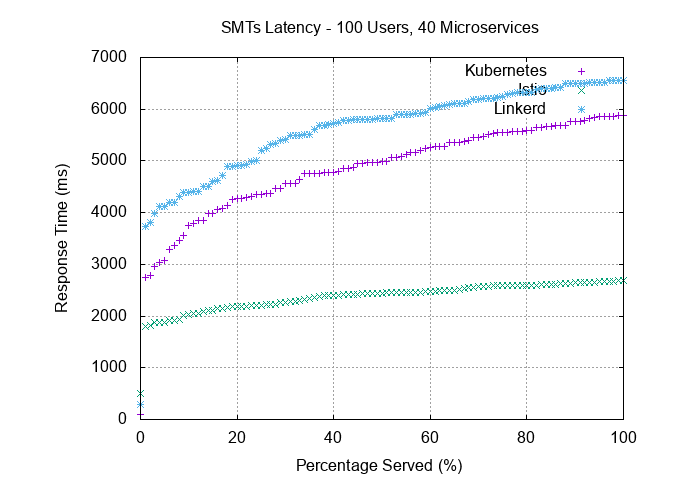 SMTs Latency - 100 Users, 40 Microservices
7000
6000
5000
4000
3000
2000
1000
0
Response Time (ms)
Kubernetes
Istio
Linkerd
0 20 40 60 80 100
Percentage Served (%)